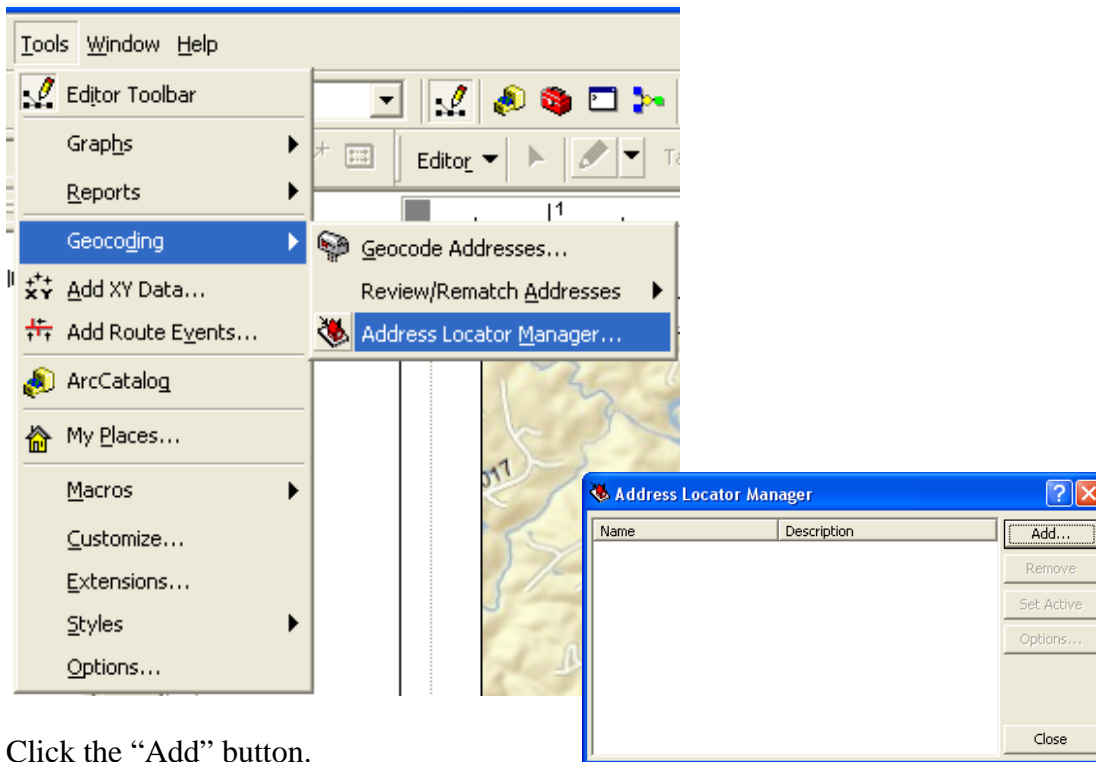 Tools Window Help
Editor Toolbar
Graphs
Reports
Editor
1
Geocoding
Geocode Addresses...
Add XY Data...
Review/Rematch Addresses
Add Route Events...
Address Locator Manager...
ArcCatalog
My Places...
017
Macros
Customize...
Extensions...
Styles
Options...
Address Locator Manager
Name Description Add...
Remove
Set Active
Options...
Close
Click the “Add” button.